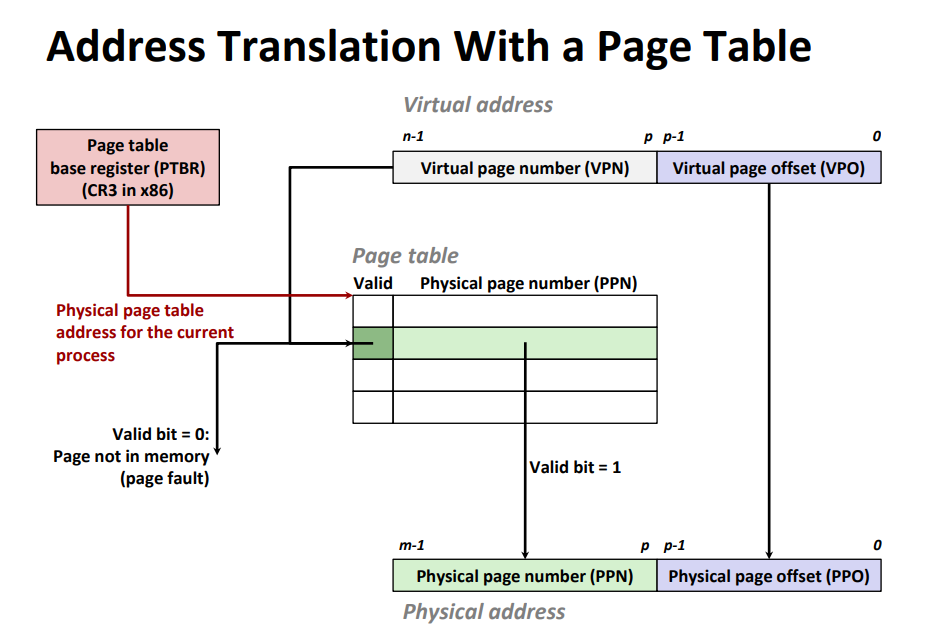 Address Translation With a Page Table
Virtual address
n-1
p
p-1
0
Page table
base register (PTBR)
(CR3 in x86)
Virtual page number (VPN)
Virtual page offset (VPO)
Page table
Valid
Physical page number (PPN)
Physical page table
address for the current
process
Valid bit = 0:
Page not in memory
(page fault)
Valid bit = 1
m-1
p
p-1
0
Physical page number (PPN)
Physical page offset (PPO)
Physical address